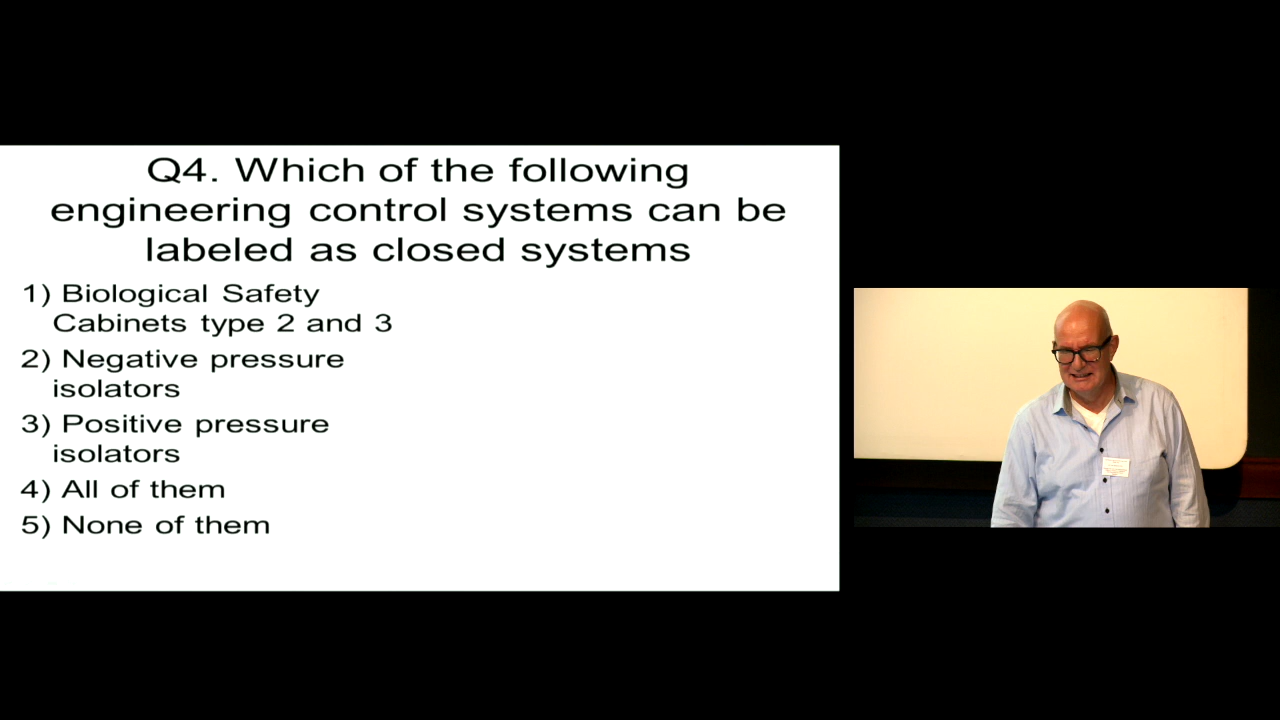 Q4. Which of the following
engineering control systems can be
labeled as closed systems
1) Biological Safety
Cabinets type 2 and 3
2) Negative pressure
isolators
3) Positive pressure
isolators
4) All of them
5) None of them